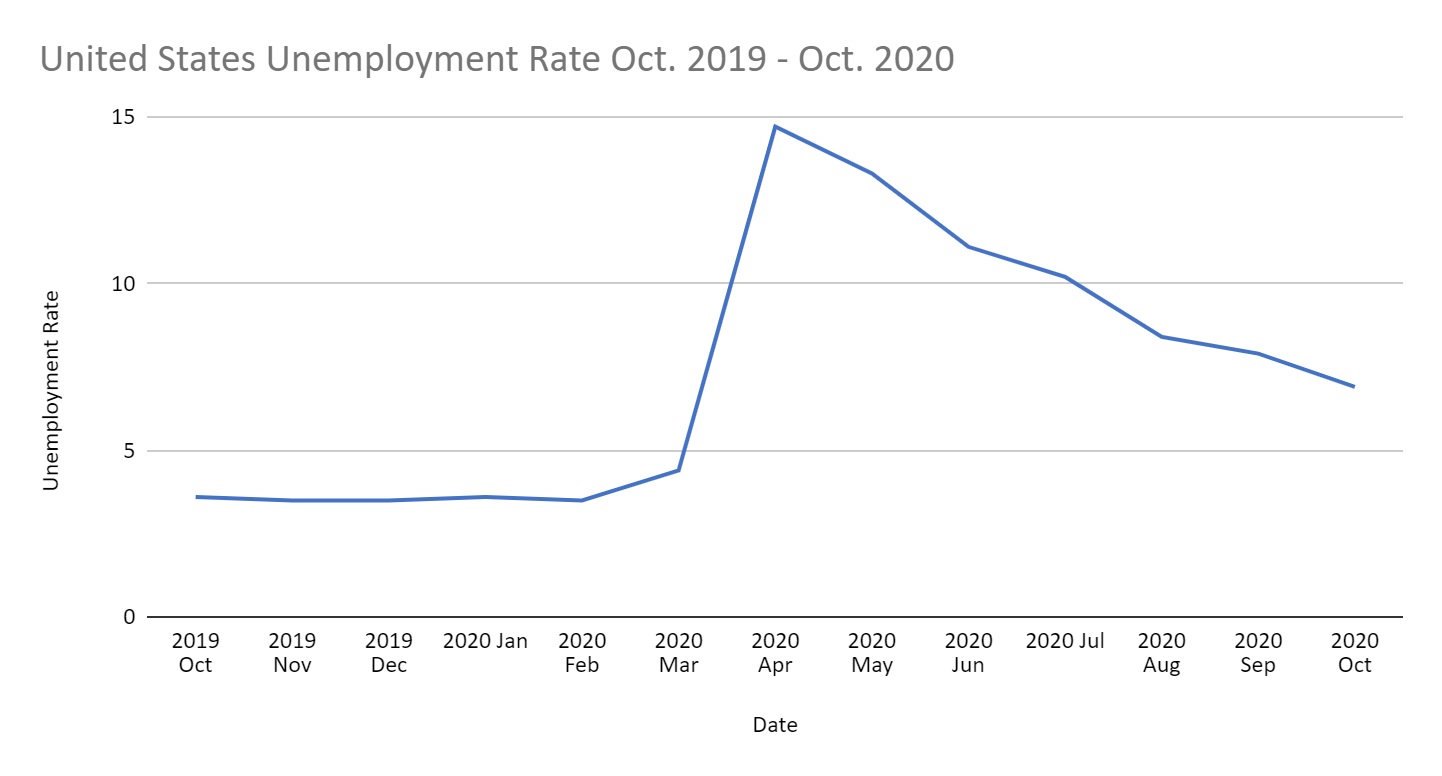 United States Unemployment Rate Oct. 2019 - Oct. 2020
15
10
5
0
Unemployment Rate
2019 Oct
2019 Nov
2019 Dec
2020 Jan
2020 Feb
2020 Mar
2020 Apr
2020 May
2020 Jun
2020 Jul
2020 Aug
2020 Sep
2020 Oct
Date